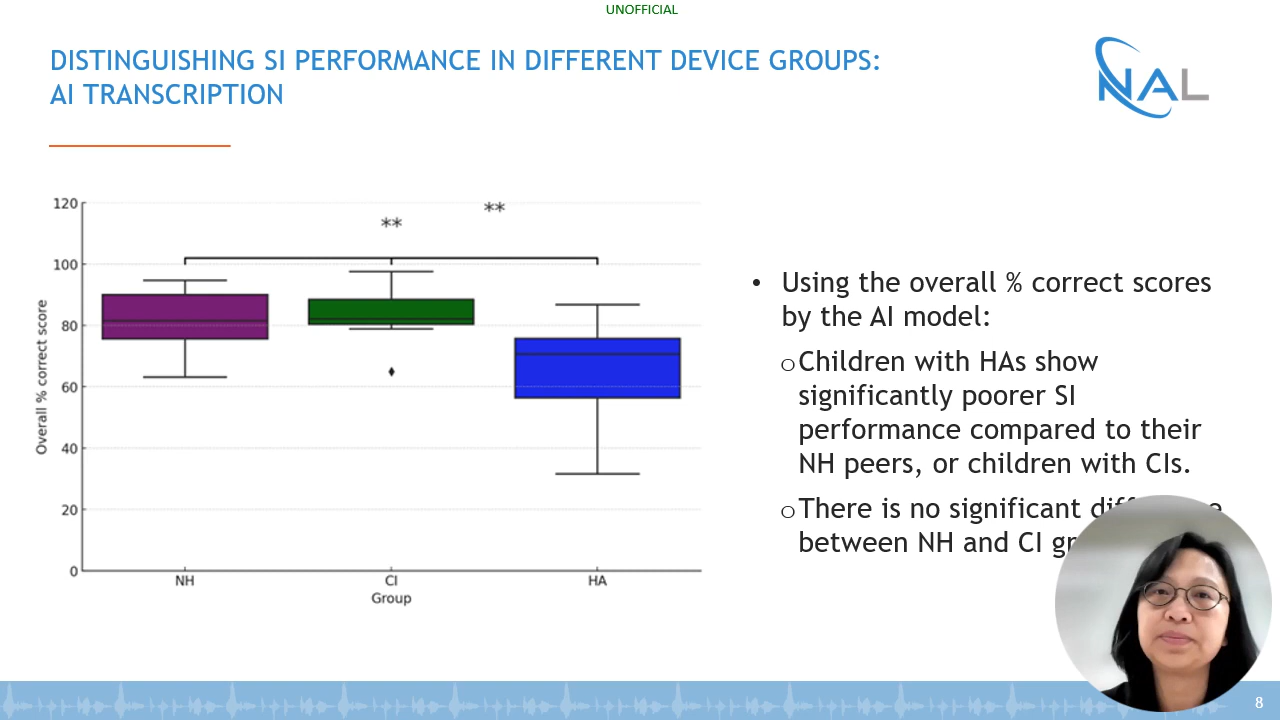 UNOFFICIAL
DISTINGUISHING SI PERFORMANCE IN DIFFERENT DEVICE GROUPS:
AI TRANSCRIPTION
NAL
120
100
80
60
40
20
0
Overall % correct score
**
**
NH
CI
HA
Group
• Using the overall % correct scores
by the AI model:
o Children with HAs show
significantly poorer SI
performance compared to their
NH peers, or children with CIs.
o There is no significant
between NH and CI
8